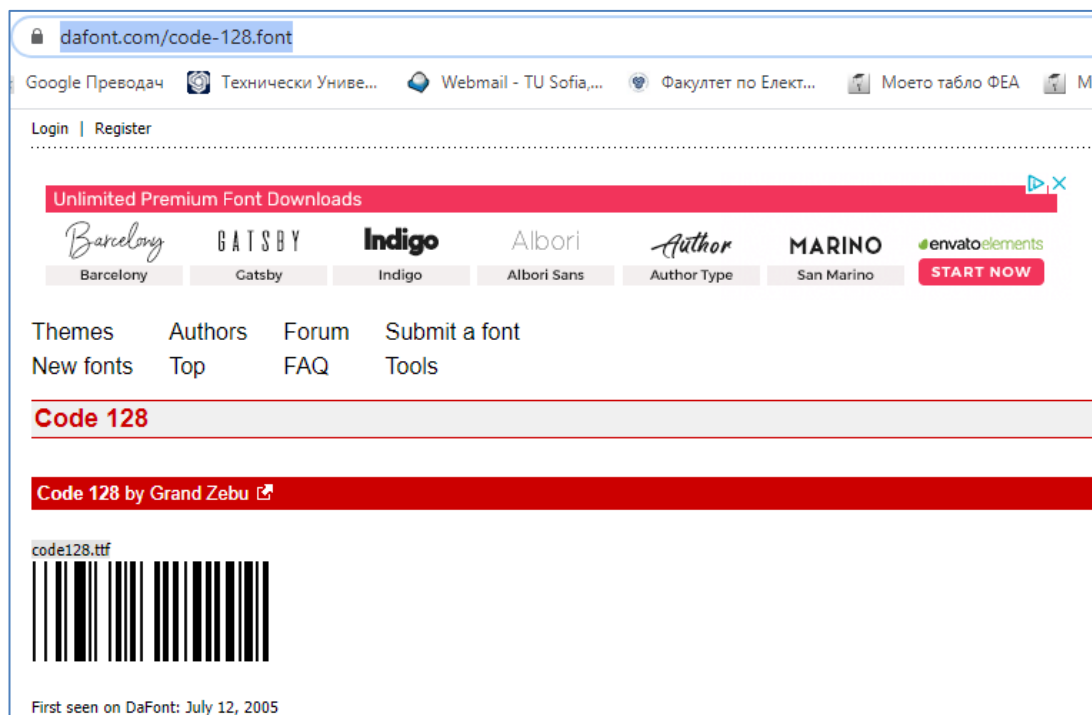 dafont.com/code-128.font
Google Преводач Технически Униве... Webmail - TU Sofia,... Факултет по Елект... Моето табло ФЕА М
Login | Register
Unlimited Premium Font Downloads
Barcelony GATSBY Indigo Albori Author MARINO envatoelements
Barcelony Gatsby Indigo Albori Sans Author Type San Marino START NOW
Themes Authors Forum Submit a font
New fonts Top FAQ Tools
Code 128
Code 128 by Grand Zebu
code128.ttf
First seen on DaFont: July 12, 2005